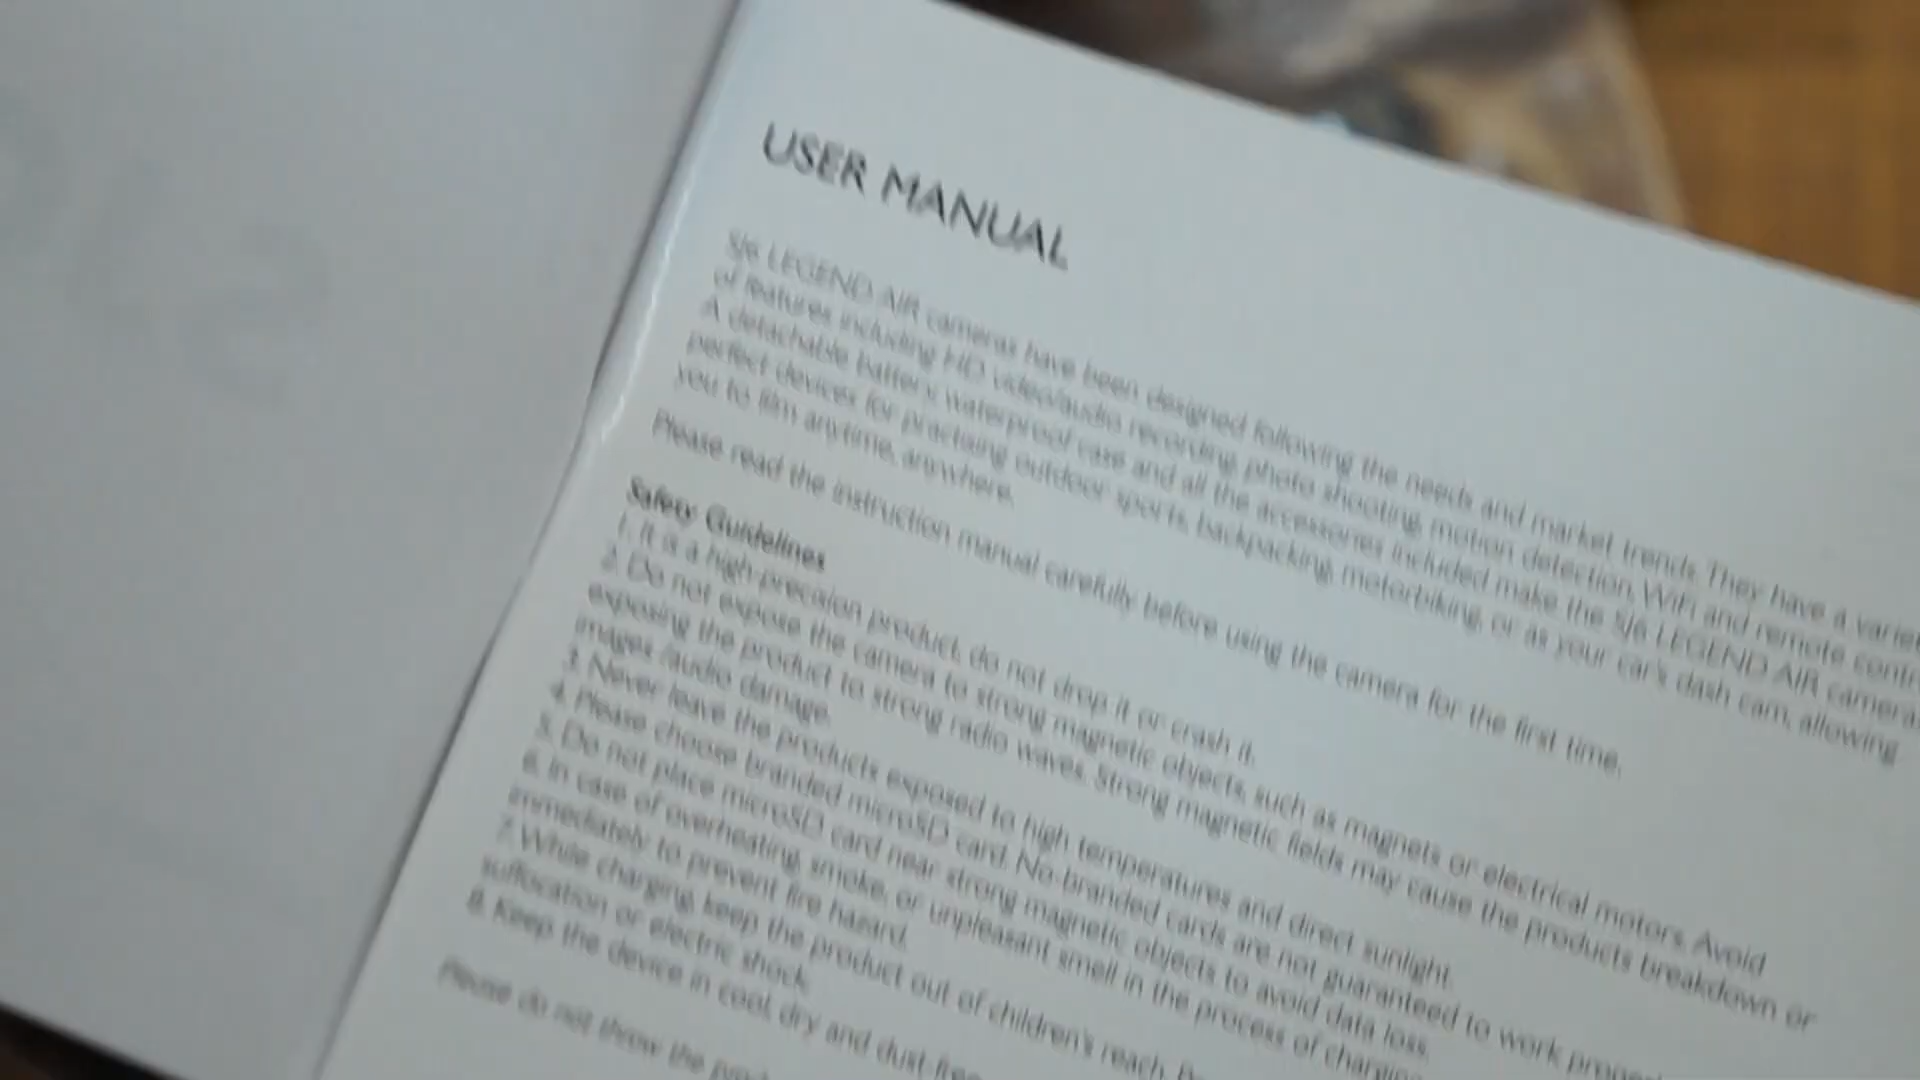 USER MANUAL
SJ6 LEGEND AIR cameras have been designed following the needs and market trends. They have a
of features including HD video/audio recording, photo shooting, motion detection, WiFi and remote
A detachable battery, waterproof case and all the accessories included make the SJ6 LEGEND AIR cameras
perfect devices for practising outdoor sports, backpacking, motorbiking, or as your car's dash cam, allowing
you to film anytime, anywhere.
Please read the instruction manual carefully before using the camera for the first time.
Safety Guidelines
1. It is a high-precision product, do not drop it or crash it.
2. Do not expose the camera to strong magnetic objects, such as magnets or electrical motors. Avoid
exposing the product to strong radio waves. Strong magnetic fields may cause the products breakdown or
images /audio damage.
3. Never leave the products exposed to high temperatures and direct sunlight.
4. Please choose branded microSD card. No-branded cards are not guaranteed to work
5. Do not place microSD card near strong magnetic objects to avoid data loss.
6. In case of overheating, smoke, or unpleasant smell in the process of
immediately to prevent fire hazard.
7. While charging, keep the product out of children's reach.
suffocation or electric shock.
8. Keep the device in cool, dry and
Please do not throw the